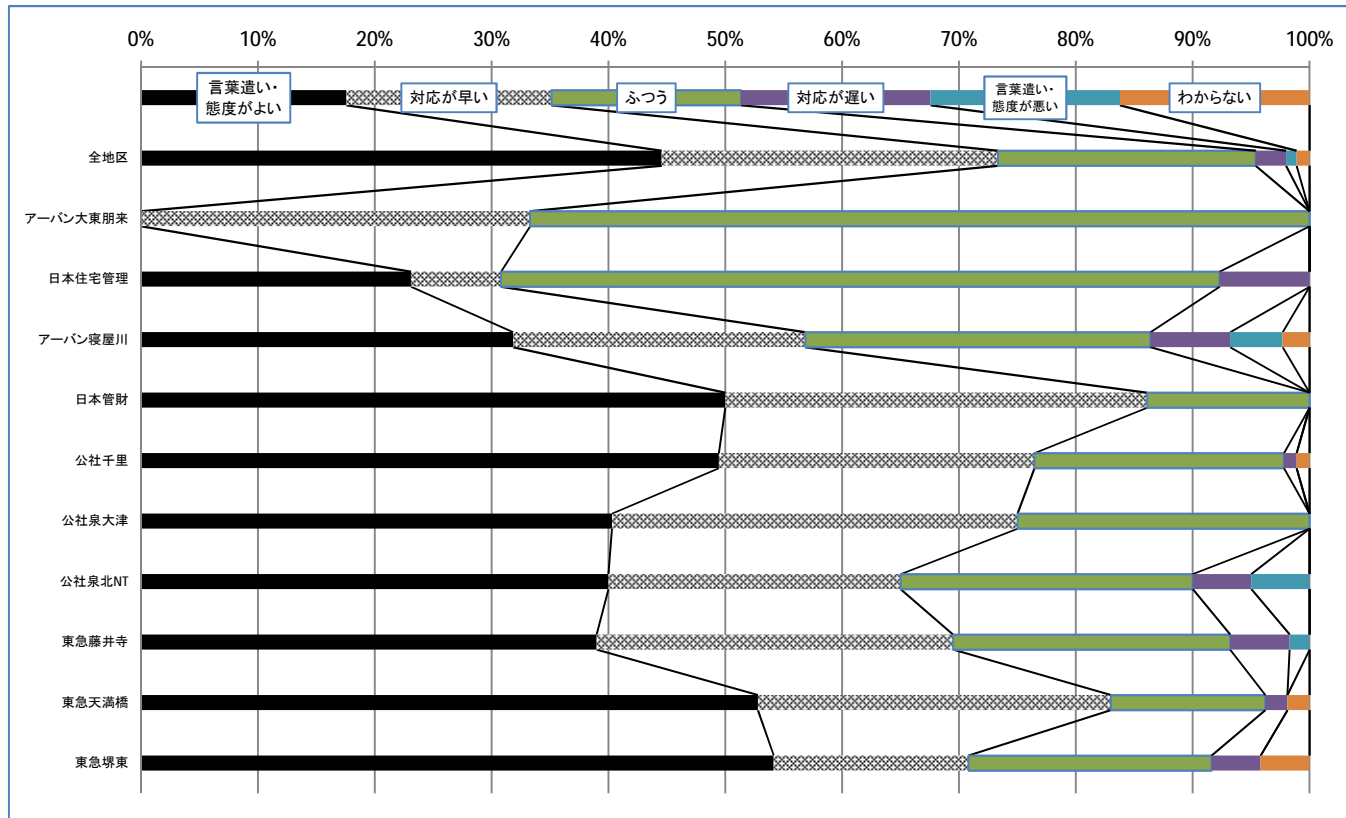 0% 10% 20% 30% 40% 50% 60% 70% 80% 90% 100%
言葉遣い・
態度がよい
対応が早い
ふつう
対応が遅い
言葉遣い・
態度が悪い
わからない
全地区
アーバン大東朋来
日本住宅管理
アーバン寝屋川
日本管財
公社千里
公社泉大津
公社泉北NT
東急藤井寺
東急天満橋
東急堺東